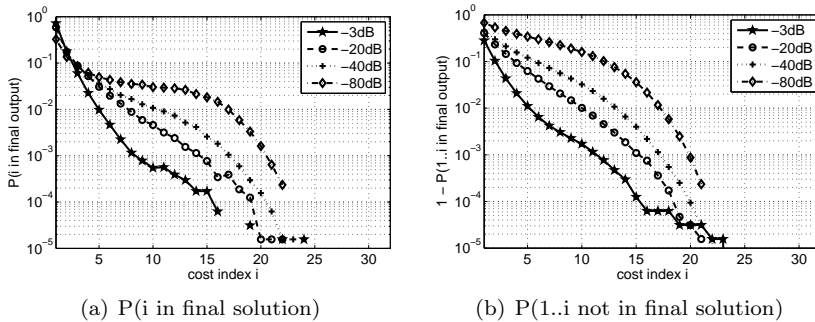 10^0
10^-1
10^-2
10^-3
10^-4
10^-5
P(i in final output)
5 10 15 20 25 30
cost index i
-3dB
-20dB
-40dB
-80dB
(a) P(i in final solution)
10^0
10^-1
10^-2
10^-3
10^-4
10^-5
1 - P(1..i not in final output)
5 10 15 20 25 30
cost index i
-3dB
-20dB
-40dB
-80dB
(b) P(1..i not in final solution)